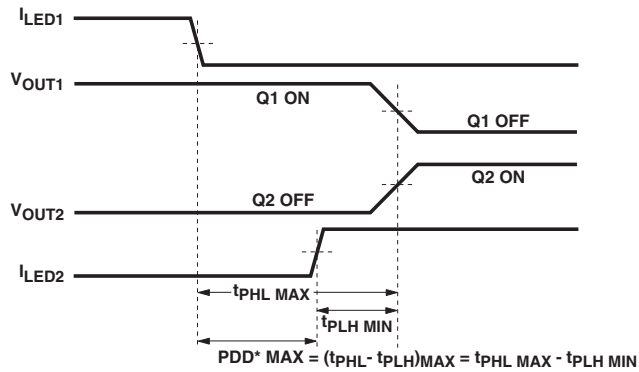 ILED1
VOUT1
Q1 ON
Q1 OFF
Q2 ON
Q2 OFF
VOUT2
ILED2
tPHL MAX
tPLH MIN
PDD* MAX = (tPHL- tPLH)MAX = tPHL MAX - tPLH MIN